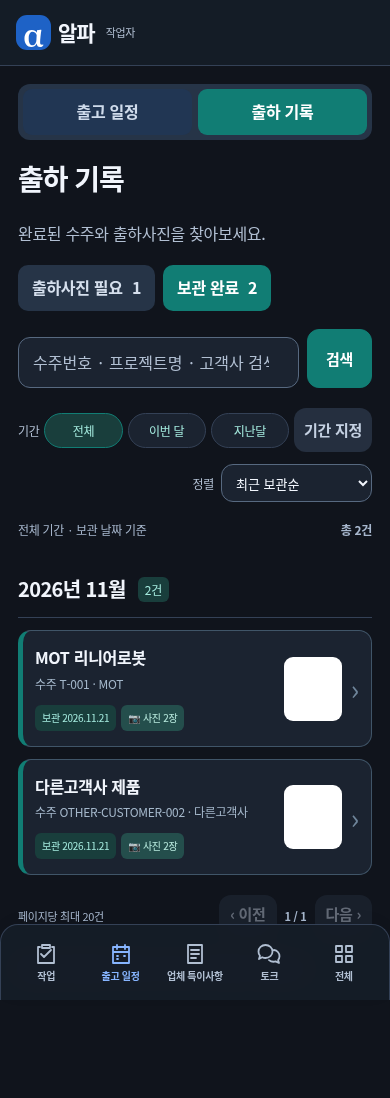 α 알파 작업자
출고 일정 출하 기록
출하 기록
완료된 수주와 출하사진을 찾아보세요.
출하사진 필요 1 보관 완료 2
수주번호 · 프로젝트명 · 고객사 검색
검색
기간 전체 이번 달 지난달 기간 지정
정렬 최근 보관순
전체 기간 · 보관 날짜 기준 총 2건
2026년 11월 2건
MOT 리니어로봇
수주 T-001 · MOT
보관 2026.11.21 📷 사진 2장
›
다른고객사 제품
수주 OTHER-CUSTOMER-002 · 다른고객사
보관 2026.11.21 📷 사진 2장
›
페이지당 최대 20건 ‹ 이전 1 / 1 다음 ›
작업 출고 일정 업체 특이사항 토크 전체